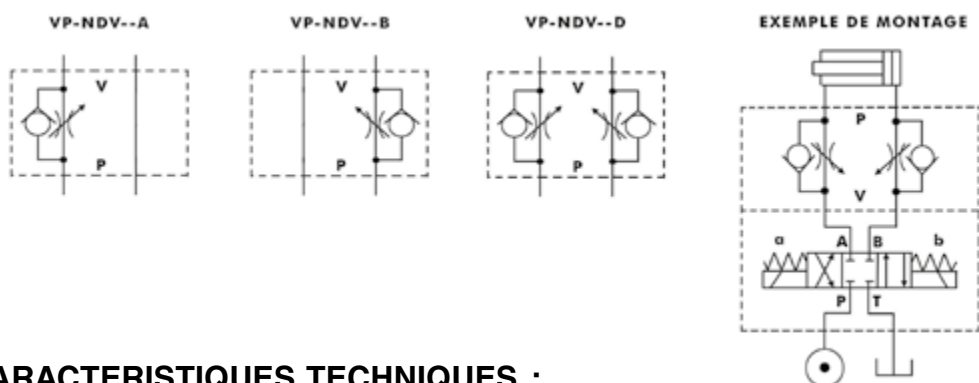 VP-NDV--A
VP-NDV--B
VP-NDV--D
EXEMPLE DE MONTAGE
V
P
V
P
V
P
P
V
a
A
B
b
P
T
ARACTERISTIQUES TECHNIQUES :